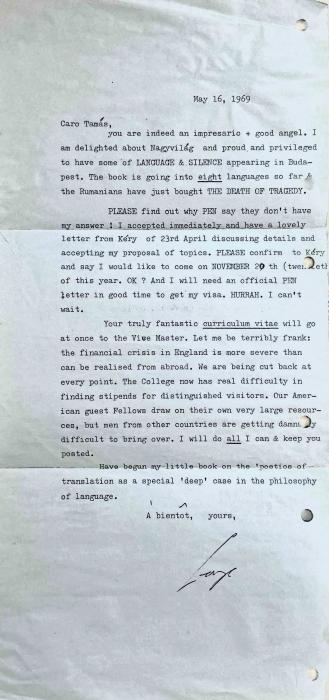 May 16, 1969
Caro Tamás,
you are indeed an impresario + good angel. I
am delighted about Nagyvilág and proud and privileged
to have some of LANGUAGE & SILENCE appearing in Buda-
pest. The book is going into eight languages so far &
the Rumanians have just bought THE DEATH OF TRAGEDY.
PLEASE find out why PEN say they don't have
my answer ! I accepted immediately and have a lovely
letter from Kéry of 23rd April discussing details and
accepting my proposal of topics. PLEASE confirm to Kéry
and say I would like to come on NOVEMBER 20 th
of this year. OK ? And I will need an official PEN
letter in good time to get my visa. HURRAH. I can't
wait.
Your truly fantastic curriculum vitae will go
at once to the Vice Master. Let me be terribly frank:
the financial crisis in England is more severe than
can be realised from abroad. We are being cut back at
every point. The College now has real difficulty in
finding stipends for distinguished visitors. Our Amer-
ican guest Fellows draw on their own very large resour-
ces, but men from other countries are getting
difficult to bring over. I will do all I can & keep you
posted.
Have begun my little book on the 'poetics of
translation as a special 'deep' case in the philosophy
of language.
À bientôt, yours,